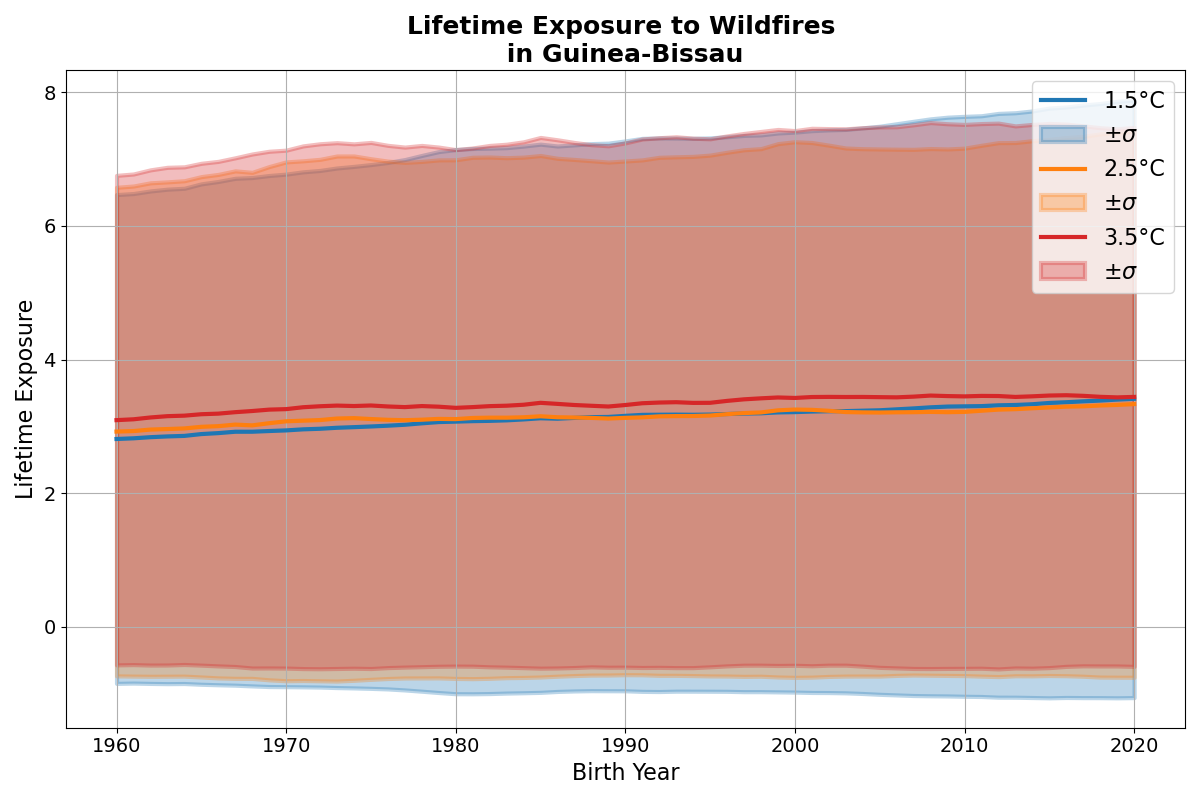 Lifetime Exposure to Wildfires
in Guinea-Bissau
Lifetime Exposure
8
6
4
2
0
1960
1970
1980
1990
2000
2010
2020
Birth Year
1.5°C
±σ
2.5°C
±σ
3.5°C
±σ